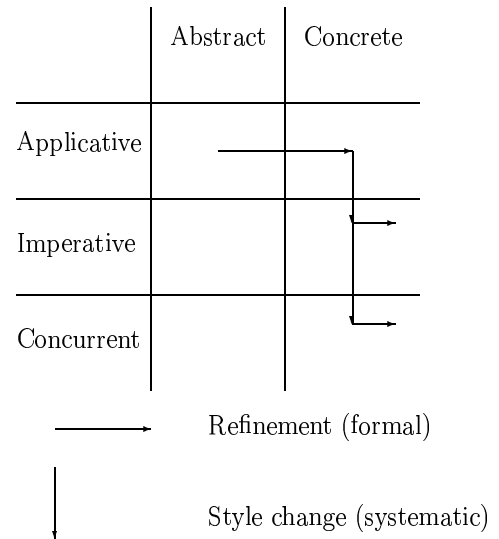 Abstract Concrete
Applicative
Imperative
Concurrent
Refinement (formal)
Style change (systematic)